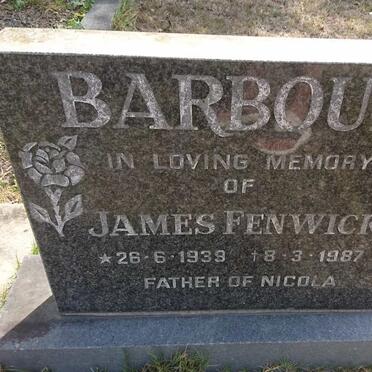 BARBOU
IN LOVING MEMORY
OF
JAMES FENWICK
★26·6·1939 †8·3·1987
FATHER OF NICOLA